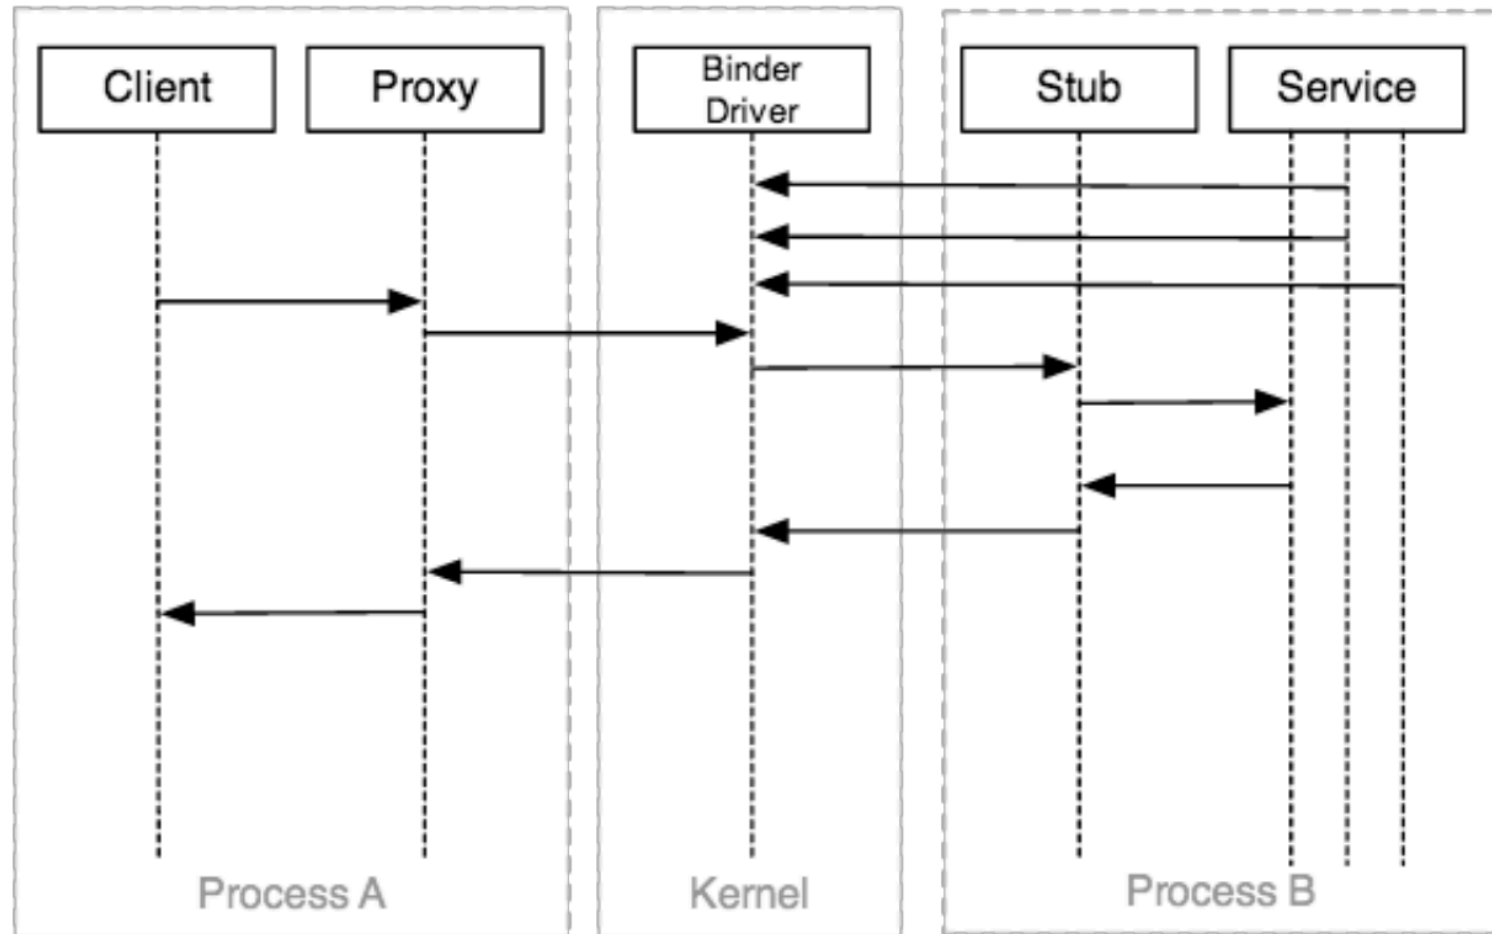 Client
Proxy
Binder
Driver
Stub
Service
Process A
Kernel
Process B